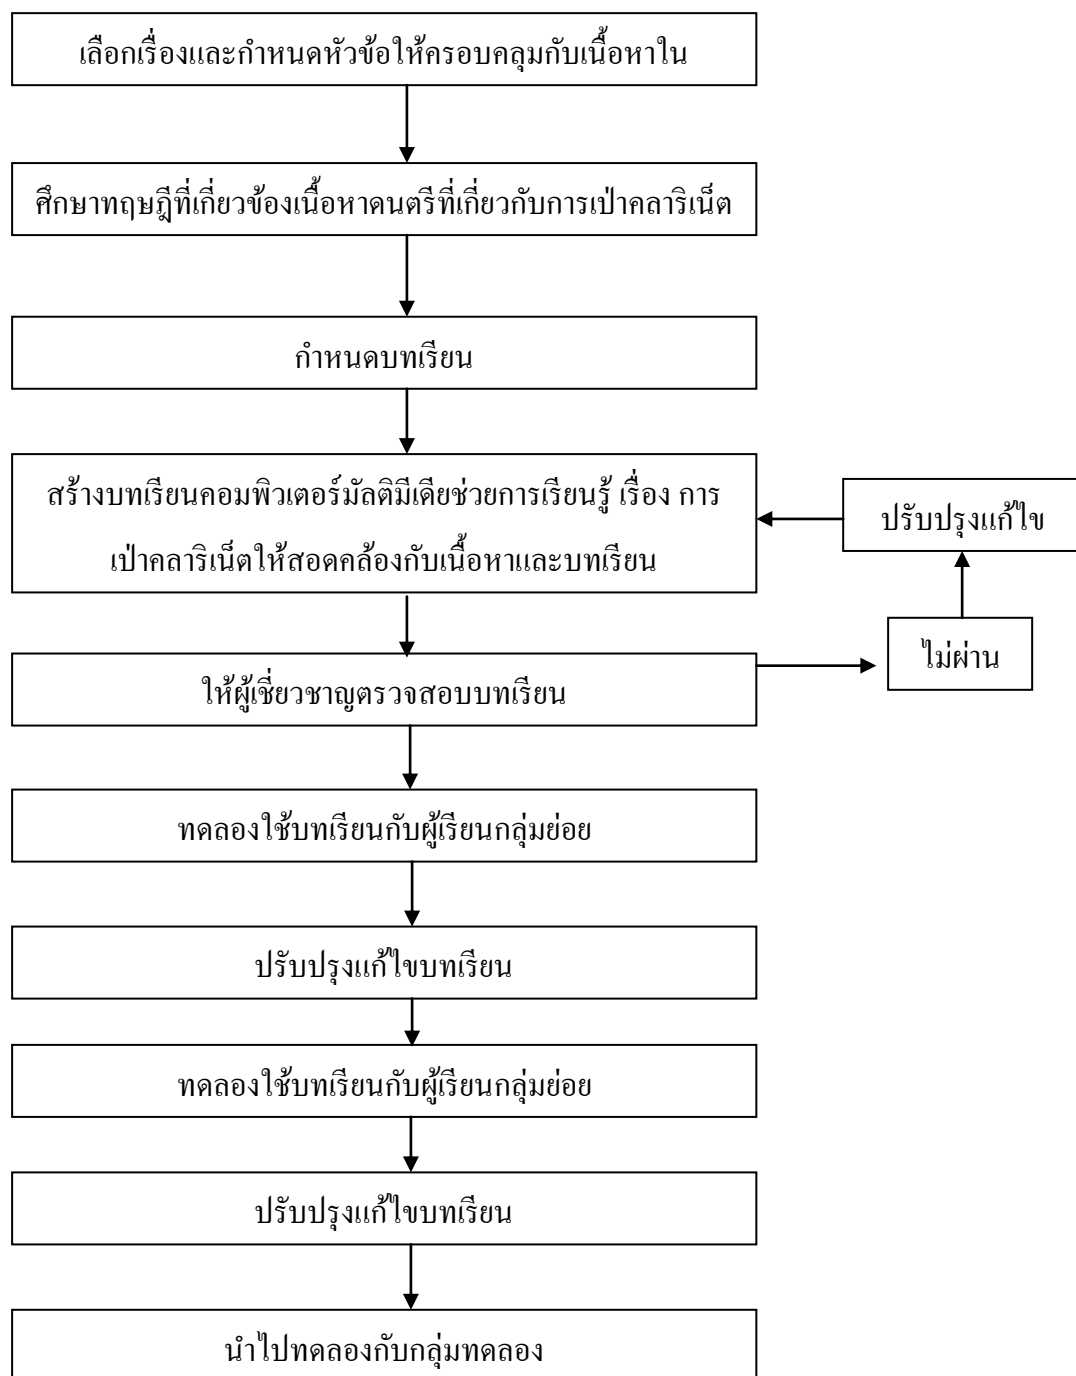 เลือกเรื่องและกำหนดหัวข้อให้ครอบคลุมกับเนื้อหาใน
ศึกษาทฤษฎีที่เกี่ยวข้องเนื้อหาดนตรีที่เกี่ยวกับการเป่าคลาริเน็ต
กำหนดบทเรียน
สร้างบทเรียนคอมพิวเตอร์มัลติมีเดียช่วยการเรียนรู้ เรื่อง การ
เป่าคลาริเน็ตให้สอดคล้องกับเนื้อหาและบทเรียน
ปรับปรุงแก้ไข
ไม่ผ่าน
ให้ผู้เชี่ยวชาญตรวจสอบบทเรียน
ทดลองใช้บทเรียนกับผู้เรียนกลุ่มย่อย
ปรับปรุงแก้ไขบทเรียน
ทดลองใช้บทเรียนกับผู้เรียนกลุ่มย่อย
ปรับปรุงแก้ไขบทเรียน
นำไปทดลองกับกลุ่มทดลอง